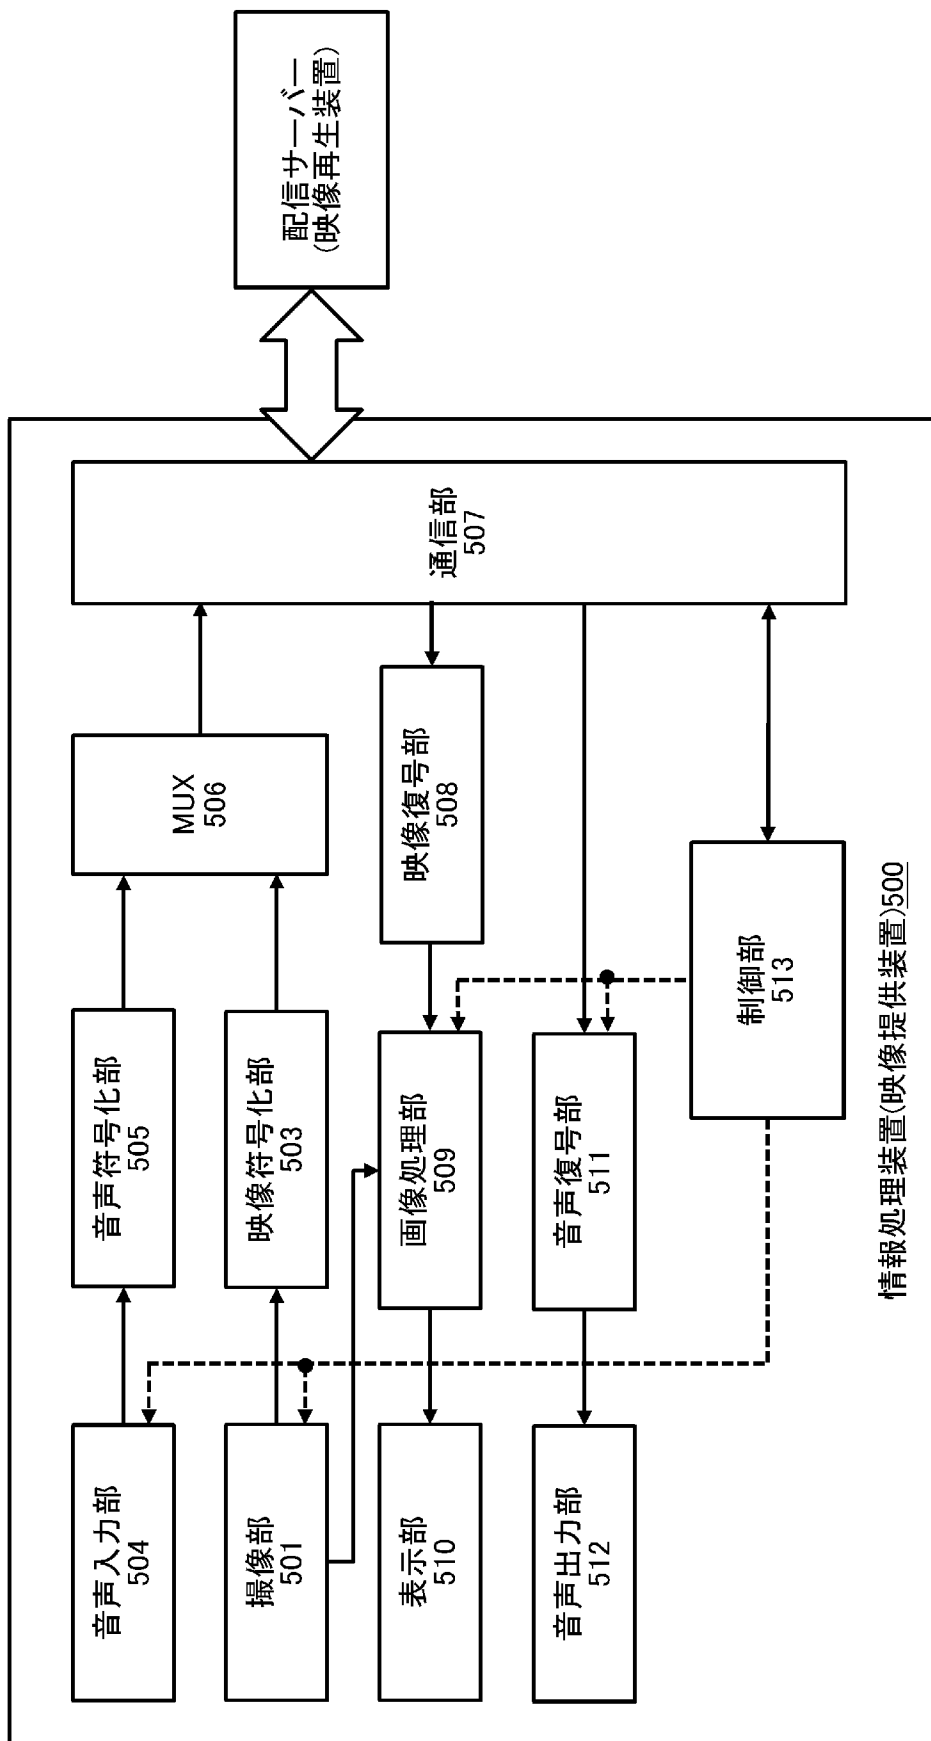 音声入力部
504
音声符号化部
505
MUX
506
撮像部
501
映像符号化部
503
表示部
510
画像処理部
509
映像復号部
508
音声出力部
512
音声復号部
511
制御部
513
通信部
507
配信サーバー
(映像再生装置)
情報処理装置(映像提供装置)500